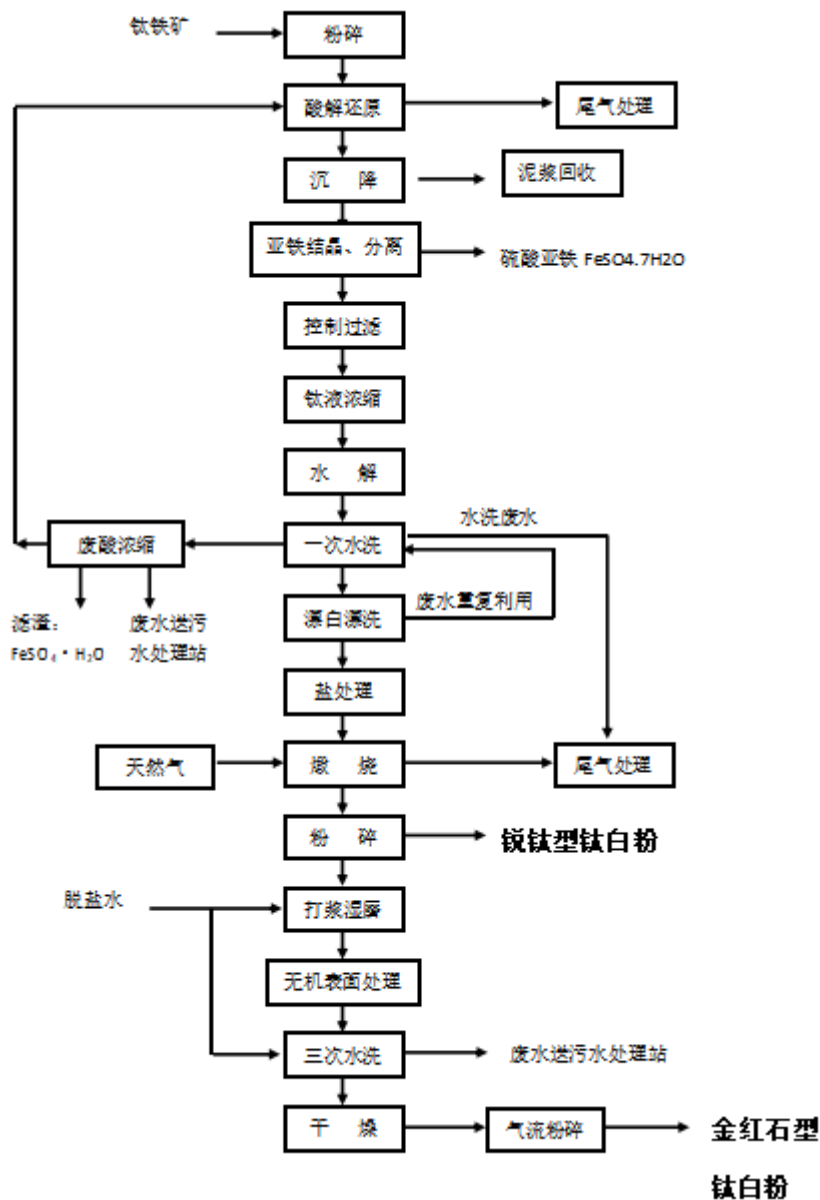 钛铁矿
粉碎
酸解还原
尾气处理
沉 降
泥浆回收
亚铁结晶、分离
硫酸亚铁 FeSO4.7H2O
控制过滤
钛液浓缩
水 解
水洗废水
废酸浓缩
一次水洗
废水重复利用
滤渣：
FeSO₄·H₂O
废水送污
水处理站
漂白漂洗
盐处理
天然气
煅 烧
尾气处理
粉 碎
锐钛型钛白粉
脱盐水
打浆湿磨
无机表面处理
三次水洗
废水送污水处理站
干 燥
气流粉碎
金红石型
钛白粉